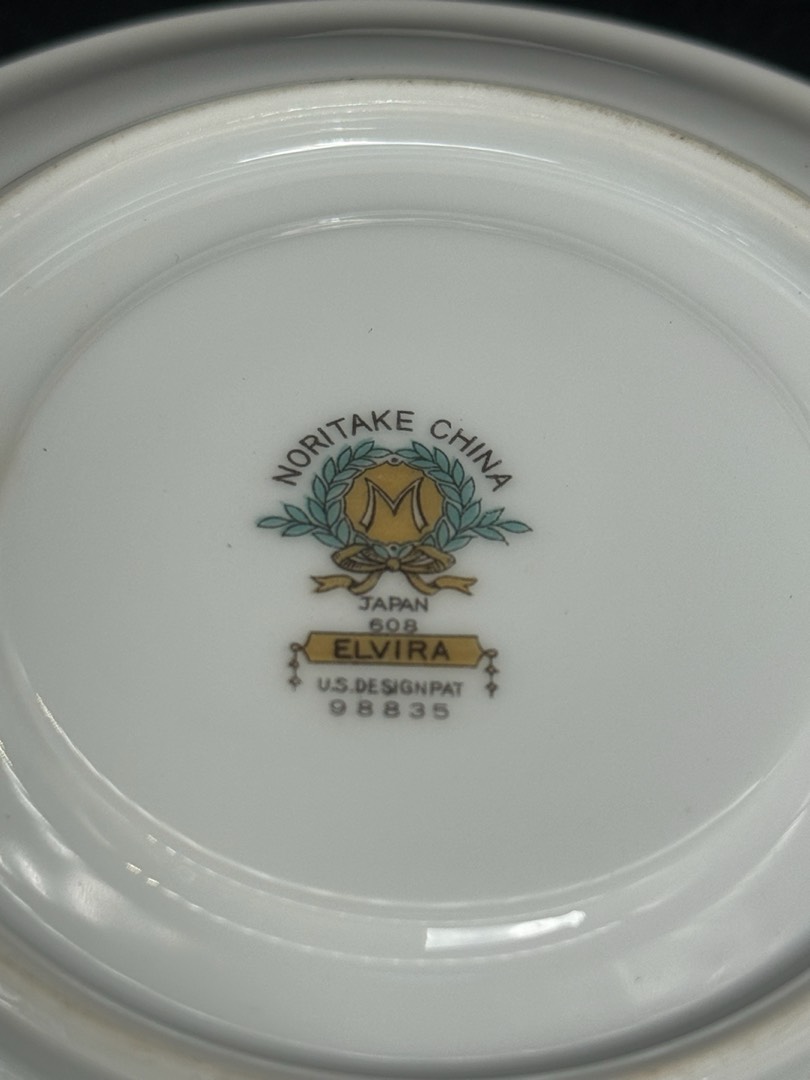 NORITAKE CHINA
M
JAPAN
608
ELVIRA
U.S.DESIGNPAT
98835